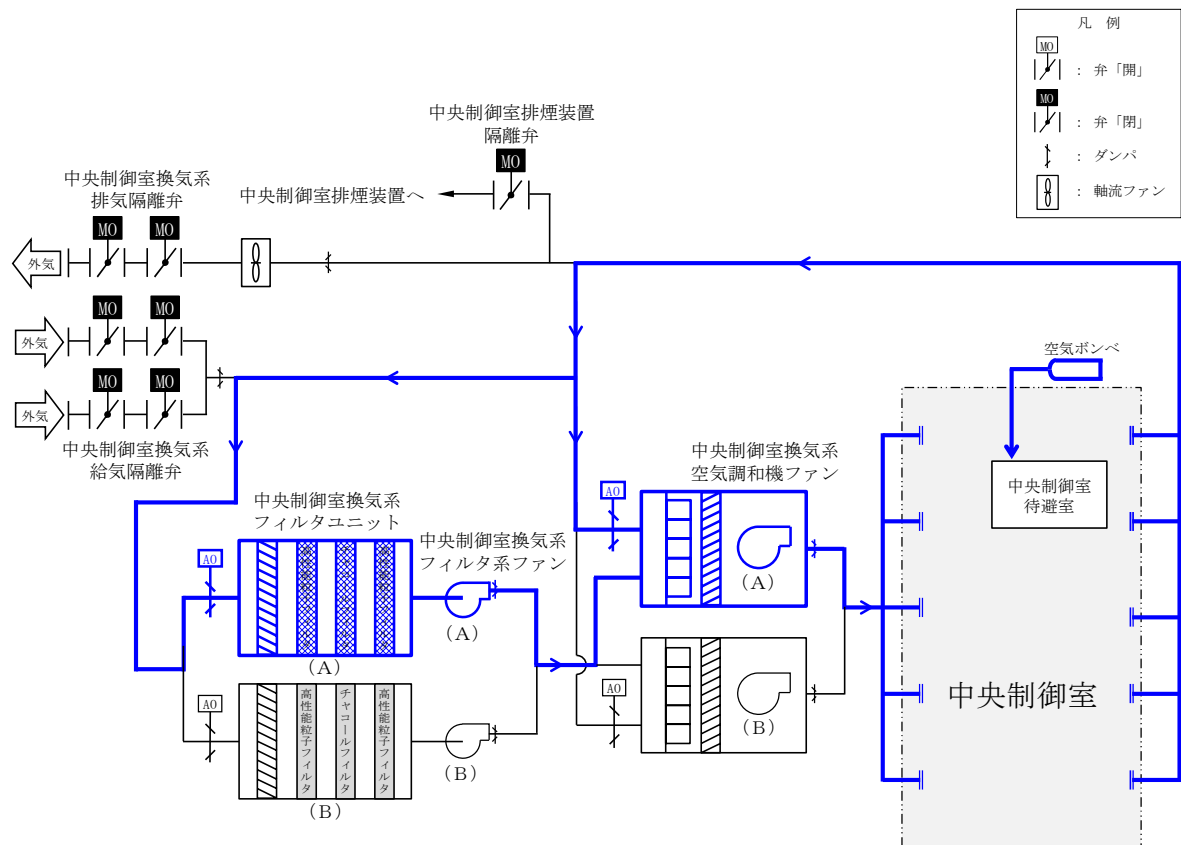 凡 例
MO
: 弁「開」
MO
: 弁「閉」
: ダンパ
: 軸流ファン
中央制御室排煙装置
隔離弁
MO
中央制御室排煙装置へ
中央制御室換気系
排気隔離弁
MO
MO
外気
MO
MO
外気
MO
MO
外気
中央制御室換気系
給気隔離弁
空気ボンベ
中央制御室
待避室
中央制御室換気系
空気調和機ファン
AO
(A)
中央制御室換気系
フィルタユニット
中央制御室換気系
フィルタ系ファン
AO
(A)
(A)
AO
(B)
中央制御室
AO
高性能粒子フィルタ
チャコールフィルタ
高性能粒子フィルタ
(B)
(B)